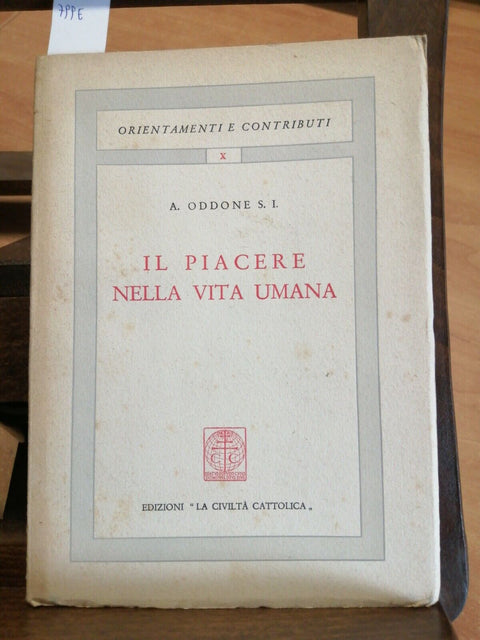 7PPE
ORIENTAMENTI E CONTRIBUTI
X
A. ODDONE S. I.
IL PIACERE
NELLA VITA UMANA
C C
EDIZIONI "LA CIVILTÀ CATTOLICA„